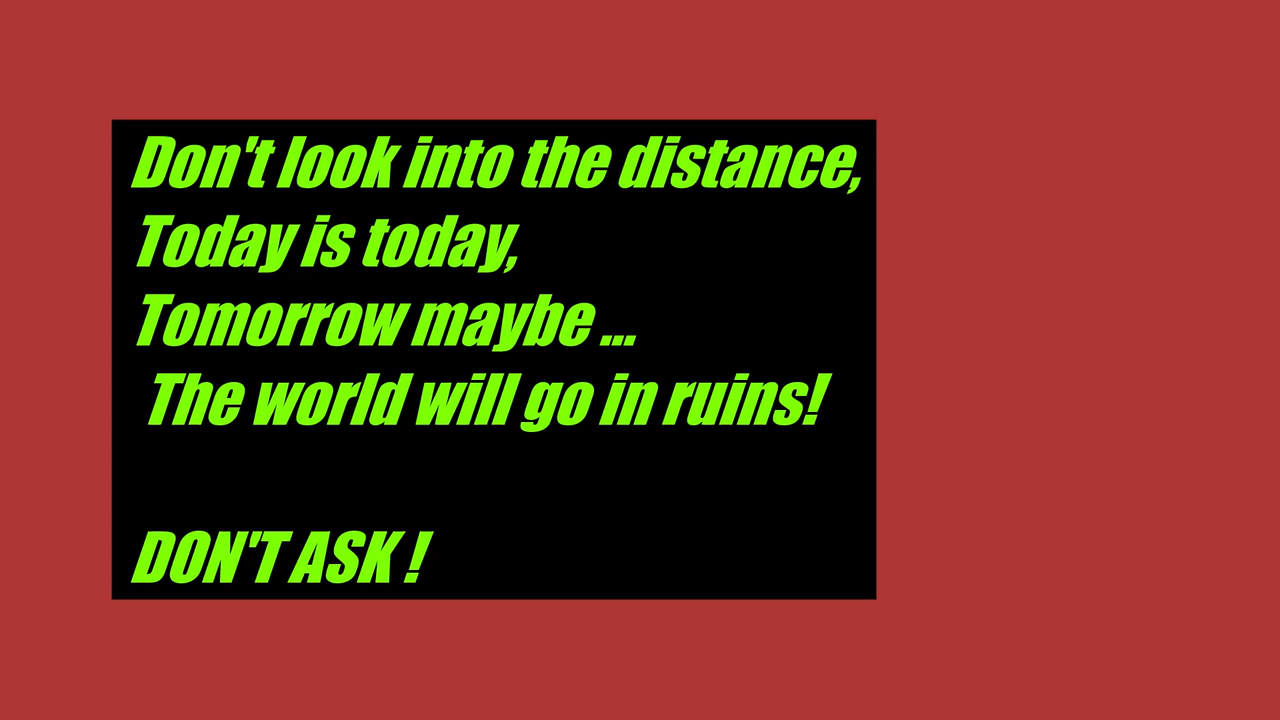 Don't look into the distance,
Today is today,
Tomorrow maybe ...
The world will go in ruins!
DON'T ASK !